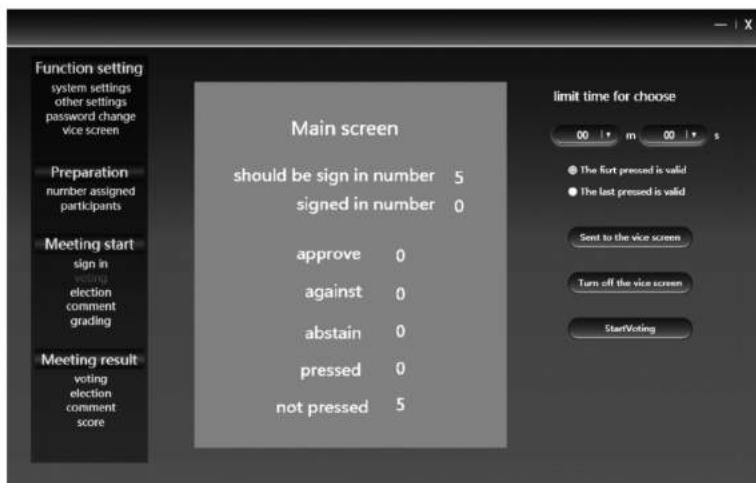 — | X
Function setting
system settings
other settings
password change
vice screen
Preparation
number assigned
participants
Meeting start
sign in
voting
election
comment
grading
Meeting result
voting
election
comment
score
Main screen
should be sign in number 5
signed in number 0
approve 0
against 0
abstain 0
pressed 0
not pressed 5
limit time for choose
00 m 00 s
The fisrt pressed is valid
The last pressed is valid
Sent to the vice screen
Turn off the vice screen
StartVoting